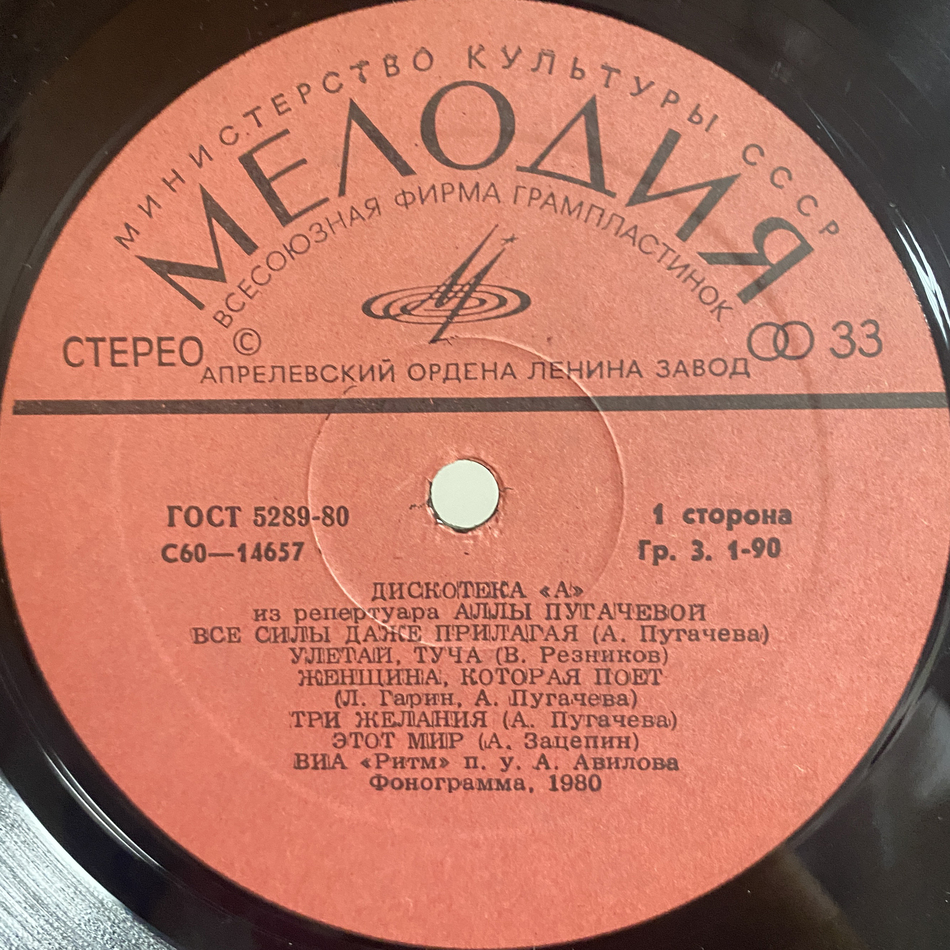 МИНИСТЕРСТВО КУЛЬТУРЫ СССР
МЕЛОДИЯ
ВСЕСОЮЗНАЯ ФИРМА ГРАМПЛАСТИНОК
СТЕРЕО © 33
АПРЕЛЕВСКИЙ ОРДЕНА ЛЕНИНА ЗАВОД
ГОСТ 5289-80 1 сторона
С60—14657 Гр. 3. 1-90
ДИСКОТЕКА «А»
из репертуара АЛЛЫ ПУГАЧЕВОЙ
ВСЕ СИЛЫ ДАЖЕ ПРИЛАГАЯ (А. Пугачева)
УЛЕТАЙ, ТУЧА (В. Резников)
ЖЕНЩИНА, КОТОРАЯ ПОЕТ
(Л. Гарин, А. Пугачева)
ТРИ ЖЕЛАНИЯ (А. Пугачева)
ЭТОТ МИР (А. Зацепин)
ВИА «Ритм» п. у. А. Авилова
Фонограмма, 1980